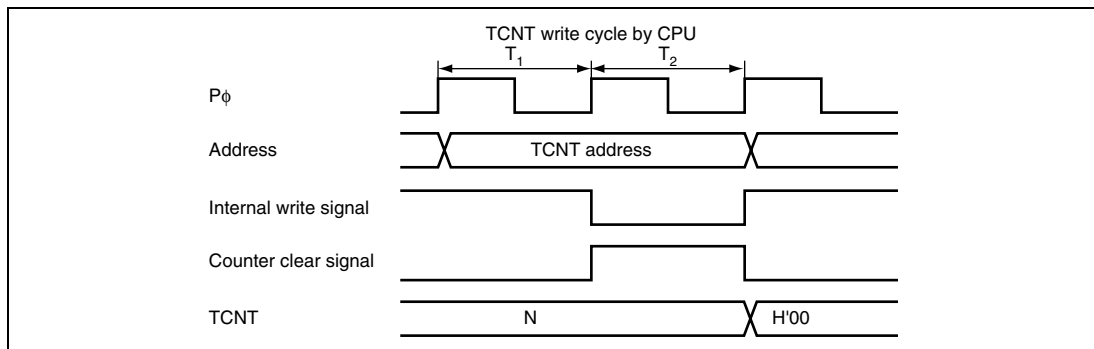 TCNT write cycle by CPU
T1 T2
Pϕ
Address TCNT address
Internal write signal
Counter clear signal
TCNT N H'00